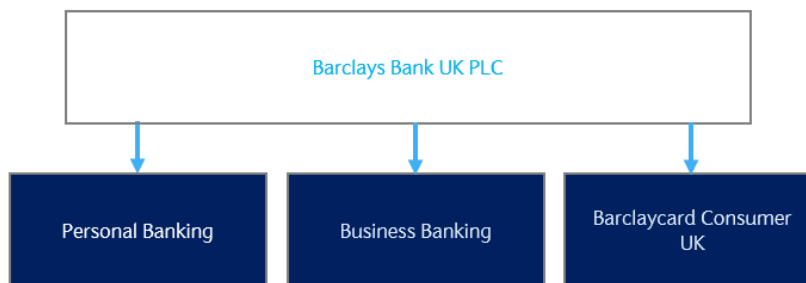 Barclays Bank UK PLC
Personal Banking
Business Banking
Barclaycard Consumer
UK